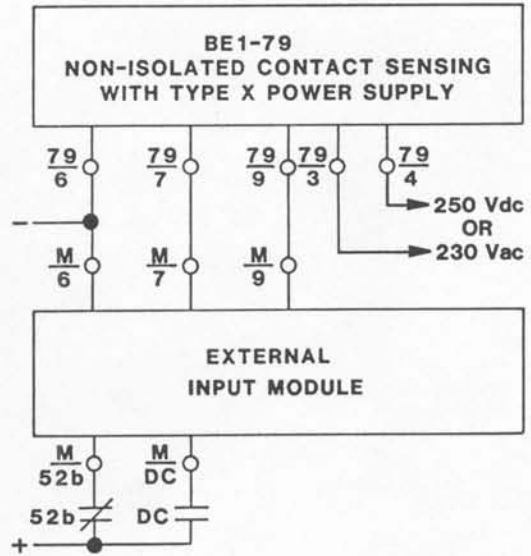 BE1-79
NON-ISOLATED CONTACT SENSING
WITH TYPE X POWER SUPPLY
79 79 79 79 79
6 7 9 3 4
250 Vdc
OR
230 Vac
-
M M M
6 7 9
EXTERNAL
INPUT MODULE
M M
52b DC
52b DC
+